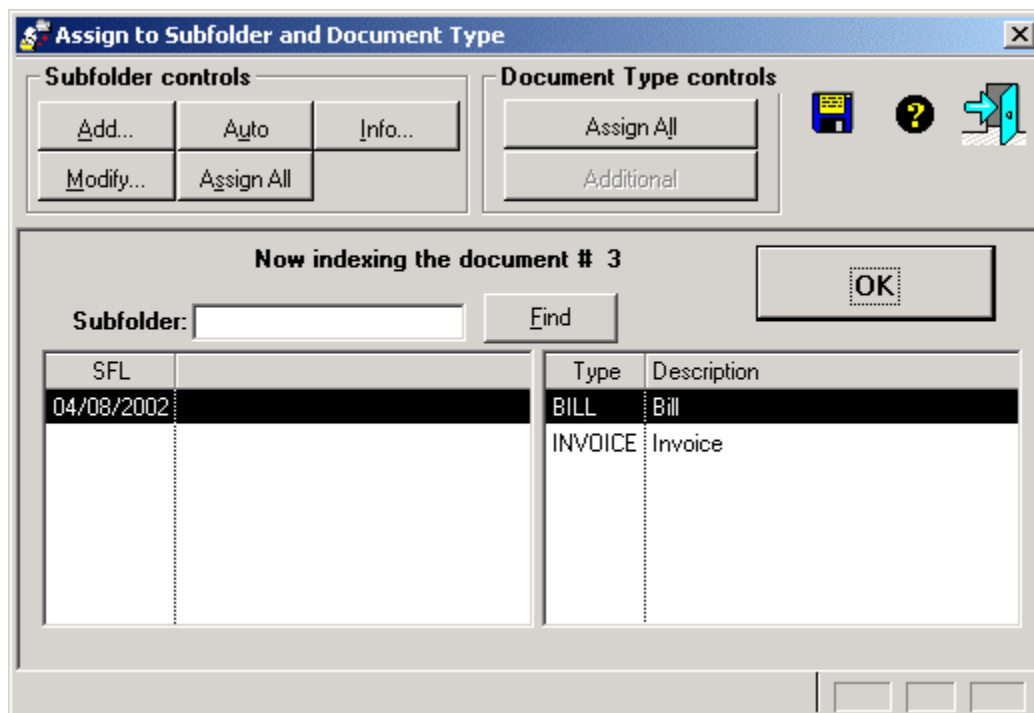 Assign to Subfolder and Document Type
Subfolder controls
Document Type controls
Add... Auto Info...
Assign All
Modify... Assign All
Additional
?
Now indexing the document # 3
OK
Subfolder:
Find
SFL
Type Description
04/08/2002
BILL Bill
INVOICE Invoice